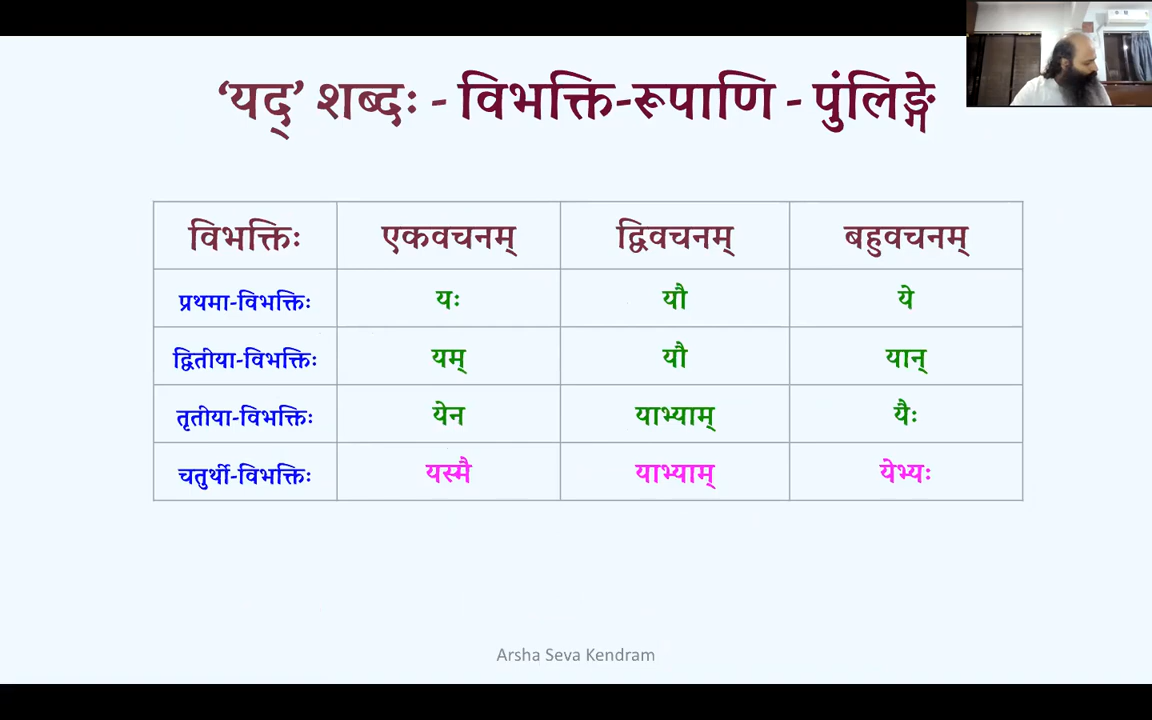 ‘यद्’ शब्दः - विभक्ति-रूपाणि - पुंलिङ्गे
विभक्तिः एकवचनम् द्विवचनम् बहुवचनम्
प्रथमा-विभक्तिः यः यौ ये
द्वितीया-विभक्तिः यम् यौ यान्
तृतीया-विभक्तिः येन याभ्याम् यैः
चतुर्थी-विभक्तिः यस्मै याभ्याम् येभ्यः
Arsha Seva Kendram